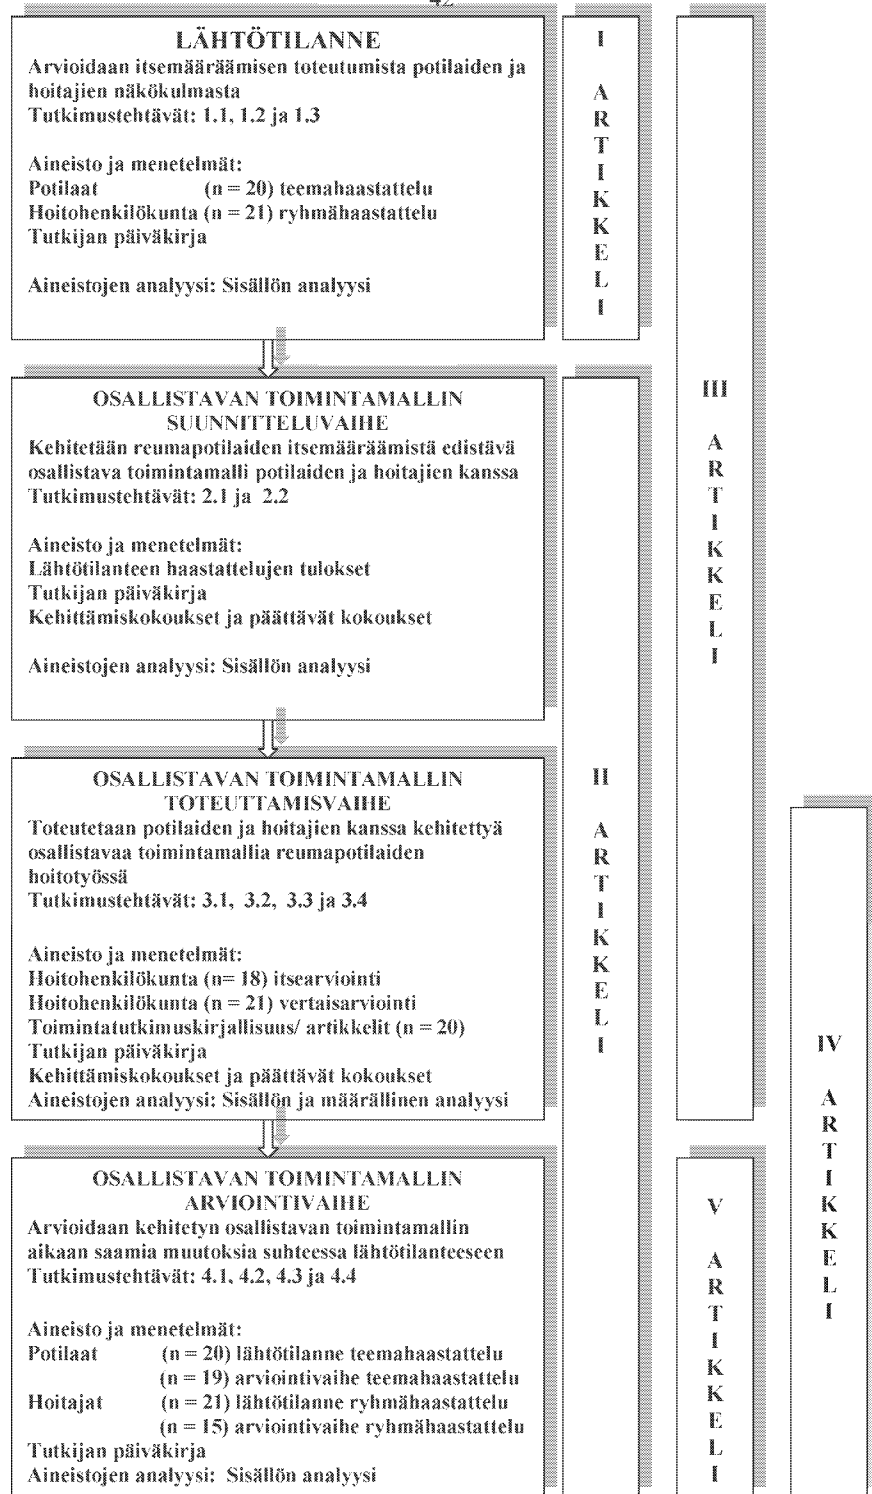 42
LÄHTÖTILANNE
Arvioidaan itsemääräämisen toteutumista potilaiden ja
hoitajien näkökulmasta
Tutkimustehtävät: 1.1, 1.2 ja 1.3
Aineisto ja menetelmät:
Potilaat (n = 20) teemahaastattelu
Hoitohenkilökunta (n = 21) ryhmähaastattelu
Tutkijan päiväkirja
Aineistojen analyysi: Sisällön analyysi
OSALLISTAVAN TOIMINTAMALLIN
SUUNNITTELUVAIHE
Kehitetään reumapotilaiden itsemääräämistä edistävä
osallistava toimintamalli potilaiden ja hoitajien kanssa
Tutkimustehtävät: 2.1 ja 2.2
Aineisto ja menetelmät:
Lähtötilanteen haastattelujen tulokset
Tutkijan päiväkirja
Kehittämiskokoukset ja päättävät kokoukset
Aineistojen analyysi: Sisällön analyysi
OSALLISTAVAN TOIMINTAMALLIN
TOTEUTTAMISVAIHE
Toteutetaan potilaiden ja hoitajien kanssa kehitettyä
osallistavaa toimintamallia reumapotilaiden
hoitotyössä
Tutkimustehtävät: 3.1, 3.2, 3.3 ja 3.4
Aineisto ja menetelmät:
Hoitohenkilökunta (n= 18) itsearviointi
Hoitohenkilökunta (n = 21) vertaisarviointi
Toimintatutkimuskirjallisuus/ artikkelit (n = 20)
Tutkijan päiväkirja
Kehittämiskokoukset ja päättävät kokoukset
Aineistojen analyysi: Sisällön ja määrällinen analyysi
OSALLISTAVAN TOIMINTAMALLIN
ARVIOINTIVAIHE
Arvioidaan kehitetyn osallistavan toimintamallin
aikaan saamia muutoksia suhteessa lähtötilanteeseen
Tutkimustehtävät: 4.1, 4.2, 4.3 ja 4.4
Aineisto ja menetelmät:
Potilaat (n = 20) lähtötilanne teemahaastattelu
(n = 19) arviointivaihe teemahaastattelu
Hoitajat (n = 21) lähtötilanne ryhmähaastattelu
(n = 15) arviointivaihe ryhmähaastattelu
Tutkijan päiväkirja
Aineistojen analyysi: Sisällön analyysi
I ARTIKKELI
II ARTIKKELI
III ARTIKKELI
V ARTIKKELI
IV ARTIKKELI